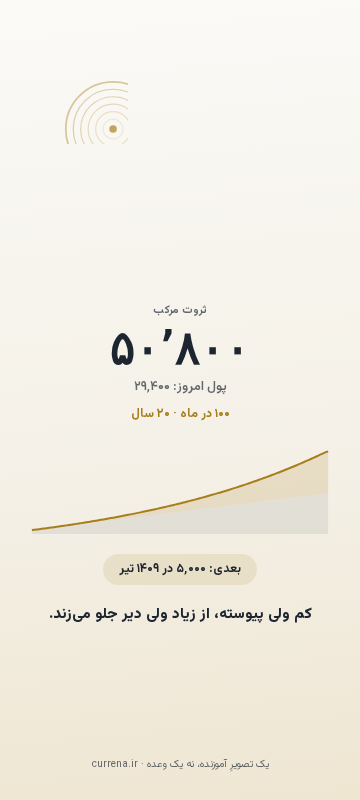 ثروت مرکب
۵۰٬۸۰۰
پول امروز: ۲۹,۴۰۰
۱۰۰ در ماه · ۲۰ سال
بعدی: ۵,۰۰۰ در ۱۴۰۹ تیر
کم ولی پیوسته، از زیاد ولی دیر جلو می‌زند.
یک تصویرِ آموزنده، نه یک وعده · currena.ir